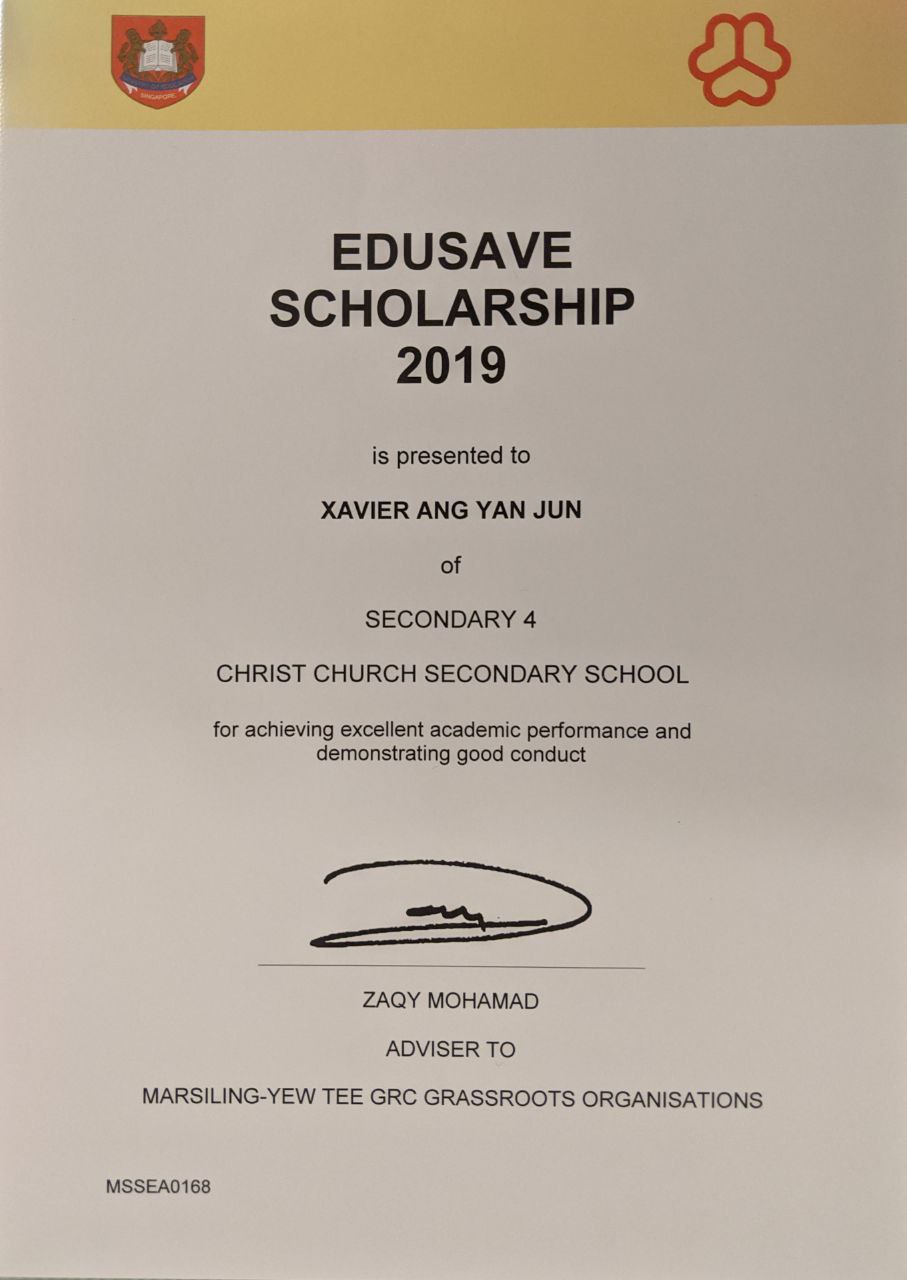 SINGAPORE
EDUSAVE
SCHOLARSHIP
2019
is presented to
XAVIER ANG YAN JUN
of
SECONDARY 4
CHRIST CHURCH SECONDARY SCHOOL
for achieving excellent academic performance and
demonstrating good conduct
ZAQY MOHAMAD
ADVISER TO
MARSILING-YEW TEE GRC GRASSROOTS ORGANISATIONS
MSSEA0168